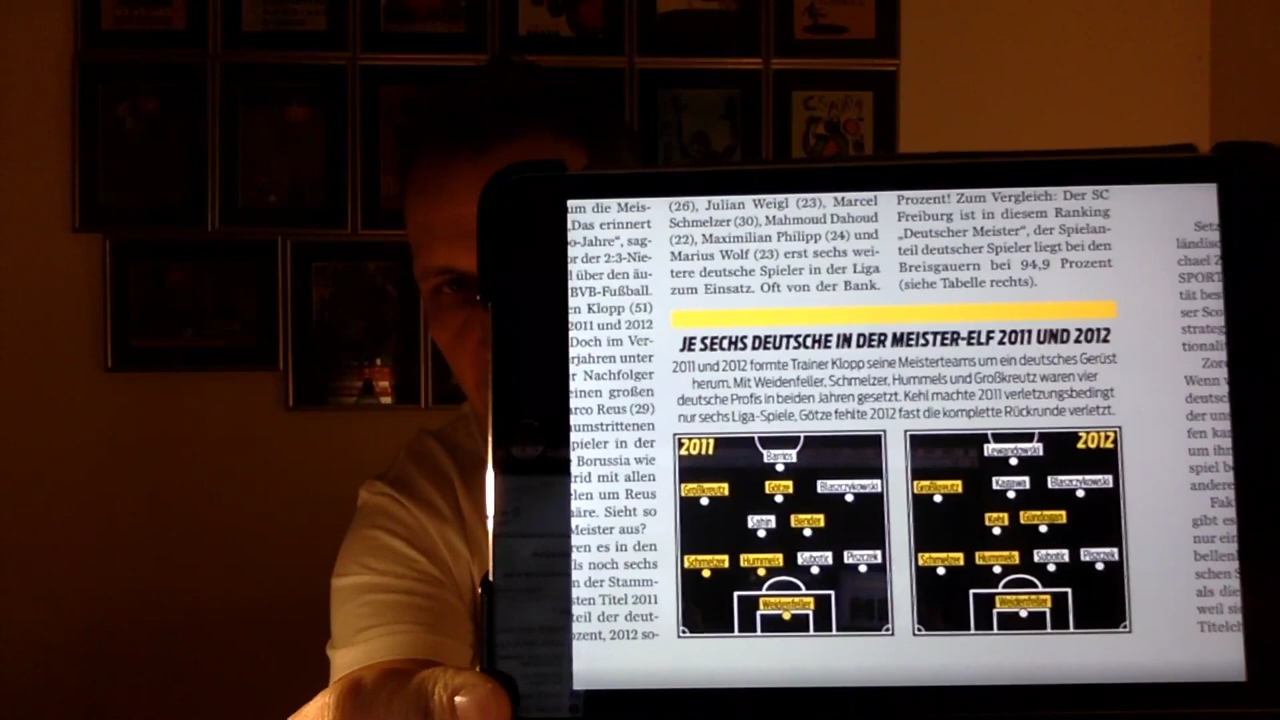 um die Meis-
„Das erinnert
o-Jahre“, sag-
or der 2:3-Nie-
l über den äu-
BVB-Fußball.
en Klopp (51)
2011 und 2012
Doch im Ver-
rjahren unter
r Nachfolger
einen großen
arco Reus (29)
umstrittenen
pieler in der
Borussia wie
rid mit allen
len um Reus
häre. Sieht so
Meister aus?
ren es in den
ls noch sechs
n der Stamm-
sten Titel 2011
teil der deut-
ozent, 2012 so-
(26), Julian Weigl (23), Marcel
Schmelzer (30), Mahmoud Dahoud
(22), Maximilian Philipp (24) und
Marius Wolf (23) erst sechs wei-
tere deutsche Spieler in der Liga
zum Einsatz. Oft von der Bank.
Prozent! Zum Vergleich: Der SC
Freiburg ist in diesem Ranking
„Deutscher Meister“, der Spielan-
teil deutscher Spieler liegt bei den
Breisgauern bei 94,9 Prozent
(siehe Tabelle rechts).
JE SECHS DEUTSCHE IN DER MEISTER-ELF 2011 UND 2012
2011 und 2012 formte Trainer Klopp seine Meisterteams um ein deutsches Gerüst
herum. Mit Weidenfeller, Schmelzer, Hummels und Großkreutz waren vier
deutsche Profis in beiden Jahren gesetzt. Kehl machte 2011 verletzungsbedingt
nur sechs Liga-Spiele, Götze fehlte 2012 fast die komplette Rückrunde verletzt.
2011
Barrios
Großkreutz Götze Blaszczykowski
Sahin Bender
Schmelzer Hummels Subotic Piszczek
Weidenfeller
2012
Lewandowski
Großkreutz Kagawa Blaszczykowski
Kehl Gündogan
Schmelzer Hummels Subotic Piszczek
Weidenfeller
Setz
ländisc
chael Z
SPORT
tät bes
ser Sco
strateg
tionali
Zor
Wenn
deutsc
der un
fen ka
um ih
spiel b
andere
Fak
gibt es
nur ein
bellen
schen S
als die
weil si
Titelch